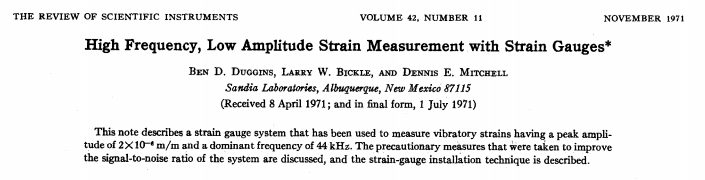 THE REVIEW OF SCIENTIFIC INSTRUMENTS VOLUME 42, NUMBER 11 NOVEMBER 1971
High Frequency, Low Amplitude Strain Measurement with Strain Gauges*
BEN D. DUGGINS, LARRY W. BICKLE, AND DENNIS E. MITCHELL
Sandia Laboratories, Albuquerque, New Mexico 87115
(Received 8 April 1971; and in final form, 1 July 1971)
This note describes a strain gauge system that has been used to measure vibratory strains having a peak ampli-
tude of 2×10⁻⁶ m/m and a dominant frequency of 44 kHz. The precautionary measures that were taken to improve
the signal-to-noise ratio of the system are discussed, and the strain-gauge installation technique is described.